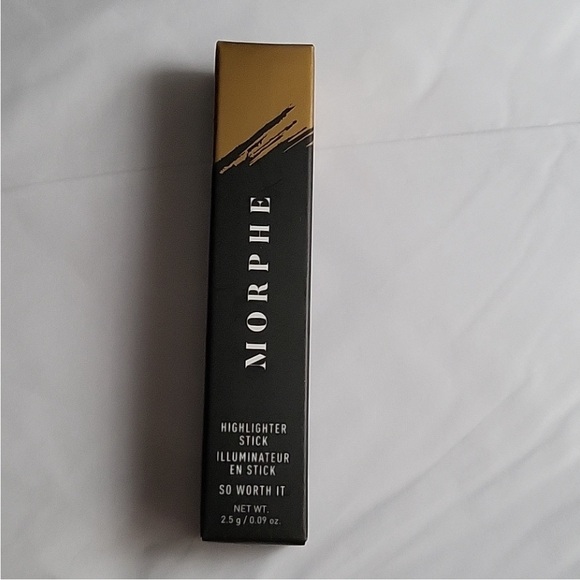 MORPHE
HIGHLIGHTER
STICK
ILLUMINATEUR
EN STICK
SO WORTH IT
NET WT.
2.5 g / 0.09 oz.